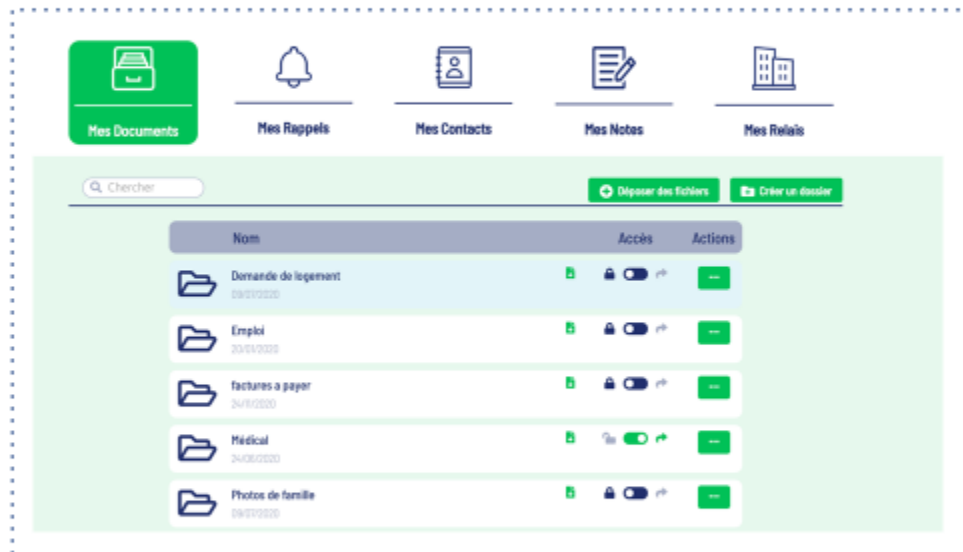 Mes Documents
Mes Rappels
Mes Contacts
Mes Notes
Mes Relais
Chercher
Déposer des fichiers
Créer un dossier
Nom
Accès
Actions
Demande de logement
09/07/2020
Emploi
20/01/2020
factures a payer
24/11/2020
Médical
24/06/2020
Photos de famille
09/07/2020